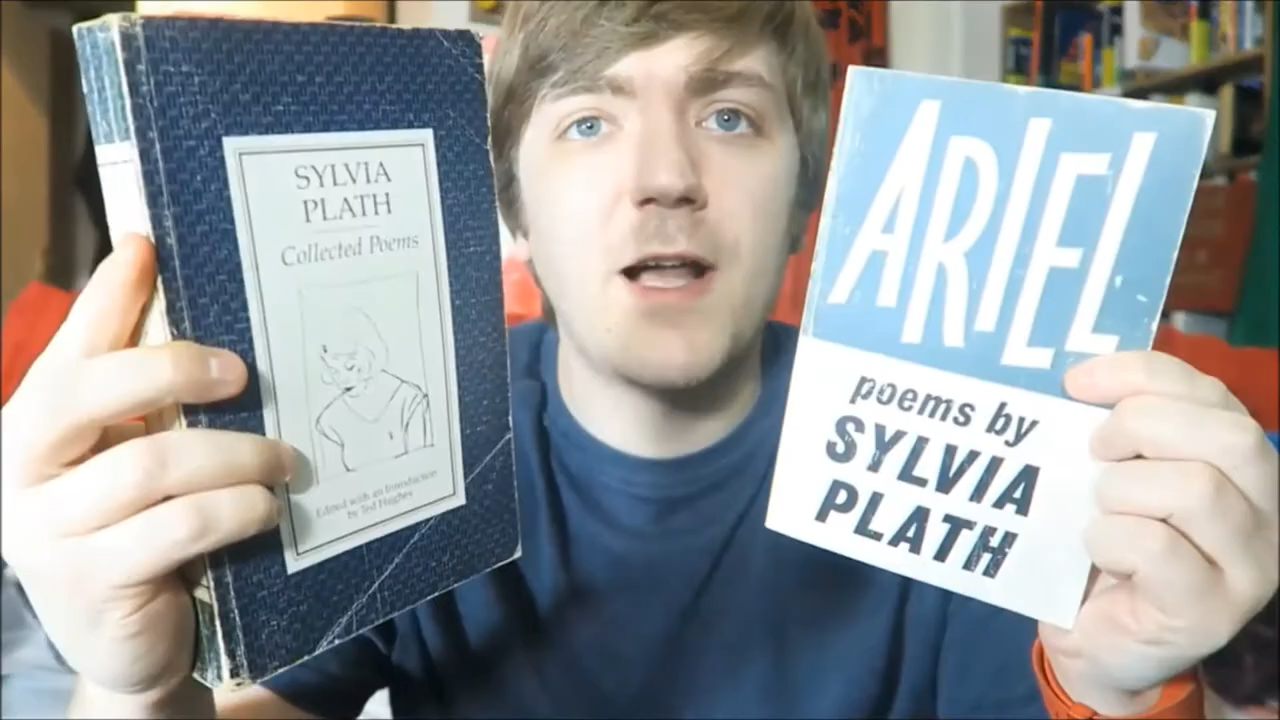 SYLVIA
PLATH
Collected Poems
Edited with an Introduction
by Ted Hughes
ARIEL
poems by
SYLVIA
PLATH